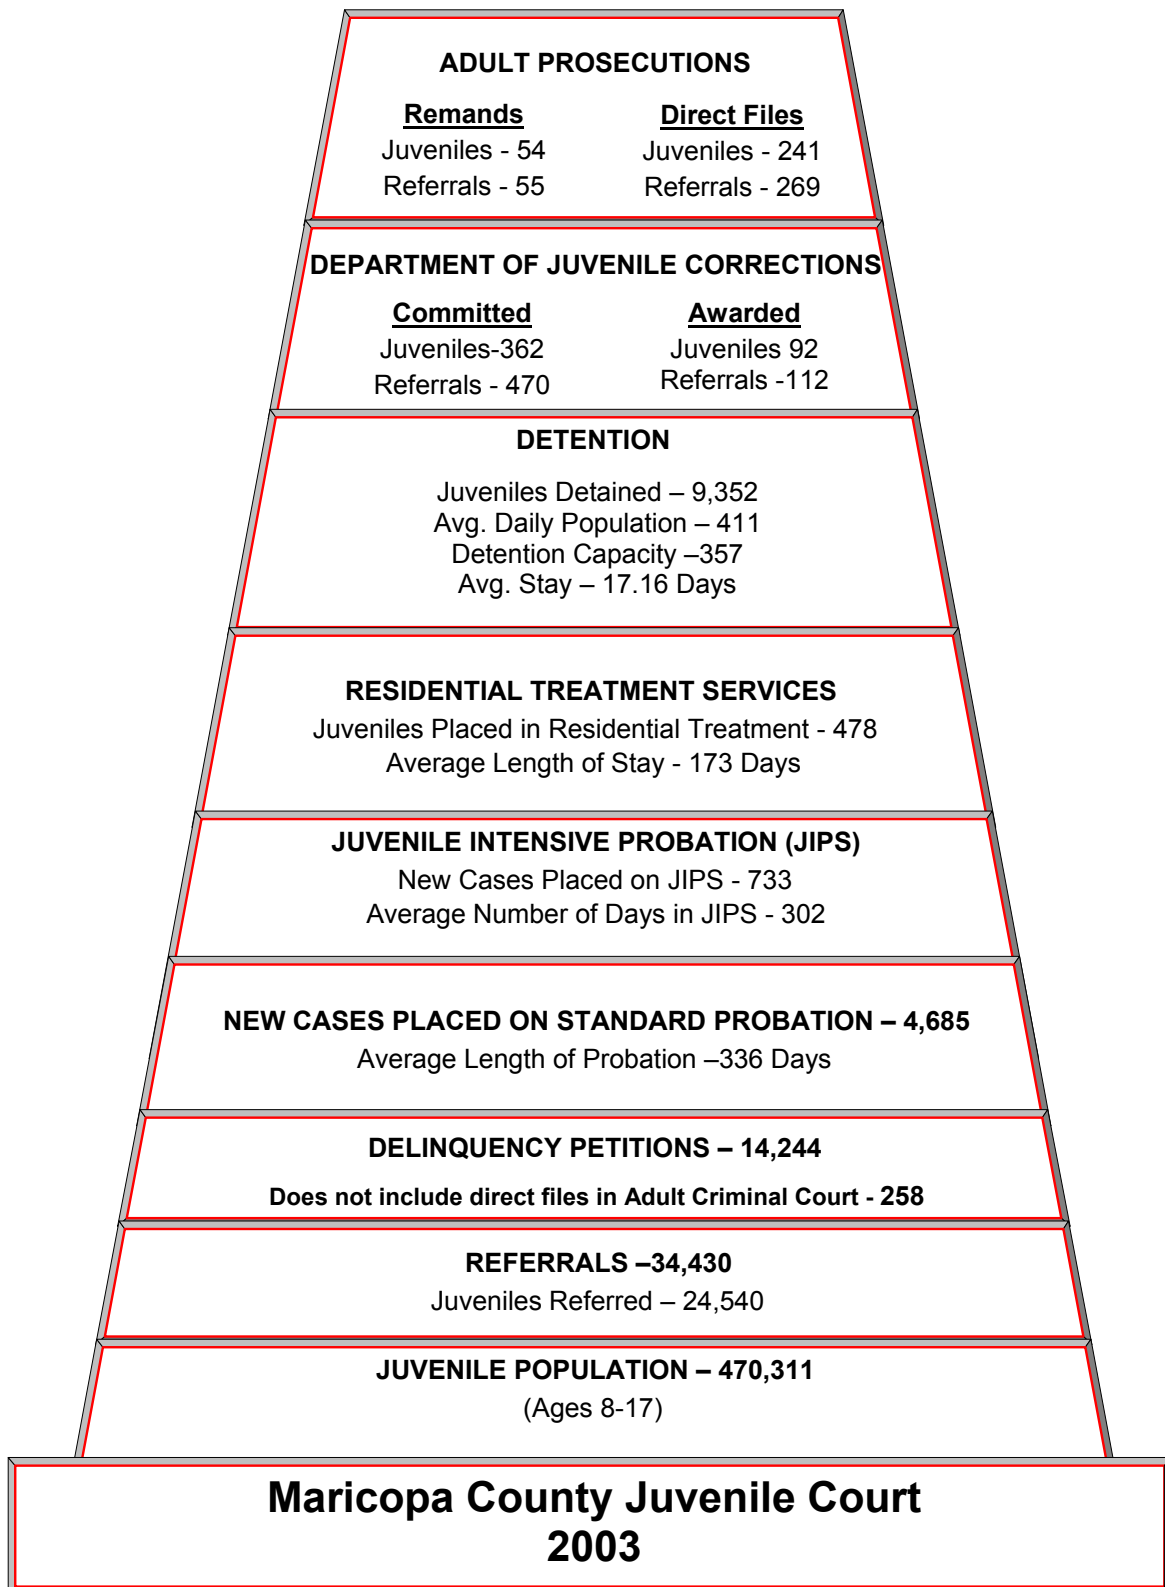 ADULT PROSECUTIONS
Remands
Direct Files
Juveniles - 54
Juveniles - 241
Referrals - 55
Referrals - 269
DEPARTMENT OF JUVENILE CORRECTIONS
Committed
Awarded
Juveniles-362
Juveniles 92
Referrals - 470
Referrals -112
DETENTION
Juveniles Detained – 9,352
Avg. Daily Population – 411
Detention Capacity –357
Avg. Stay – 17.16 Days
RESIDENTIAL TREATMENT SERVICES
Juveniles Placed in Residential Treatment - 478
Average Length of Stay - 173 Days
JUVENILE INTENSIVE PROBATION (JIPS)
New Cases Placed on JIPS - 733
Average Number of Days in JIPS - 302
NEW CASES PLACED ON STANDARD PROBATION – 4,685
Average Length of Probation –336 Days
DELINQUENCY PETITIONS – 14,244
Does not include direct files in Adult Criminal Court - 258
REFERRALS –34,430
Juveniles Referred – 24,540
JUVENILE POPULATION – 470,311
(Ages 8-17)
Maricopa County Juvenile Court
2003